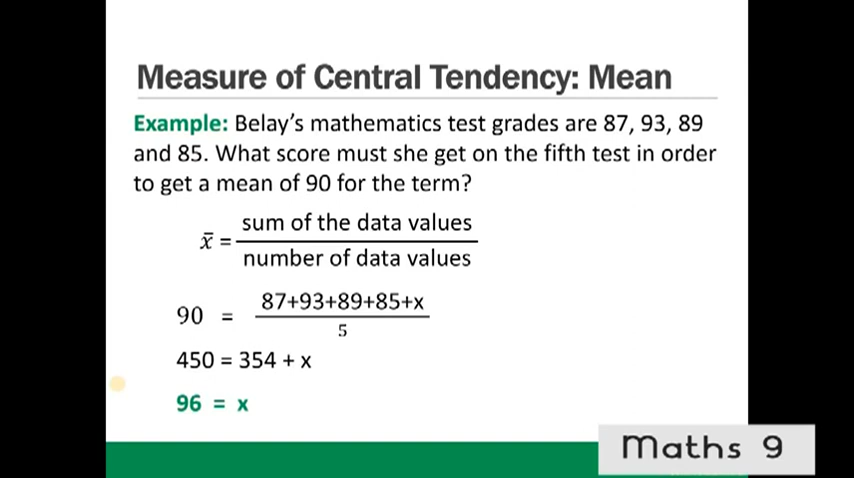 Measure of Central Tendency: Mean
Example: Belay's mathematics test grades are 87, 93, 89
and 85. What score must she get on the fifth test in order
to get a mean of 90 for the term?
x̄ = sum of the data values
number of data values
90 = 87+93+89+85+x
5
450 = 354 + x
96 = x
Maths 9